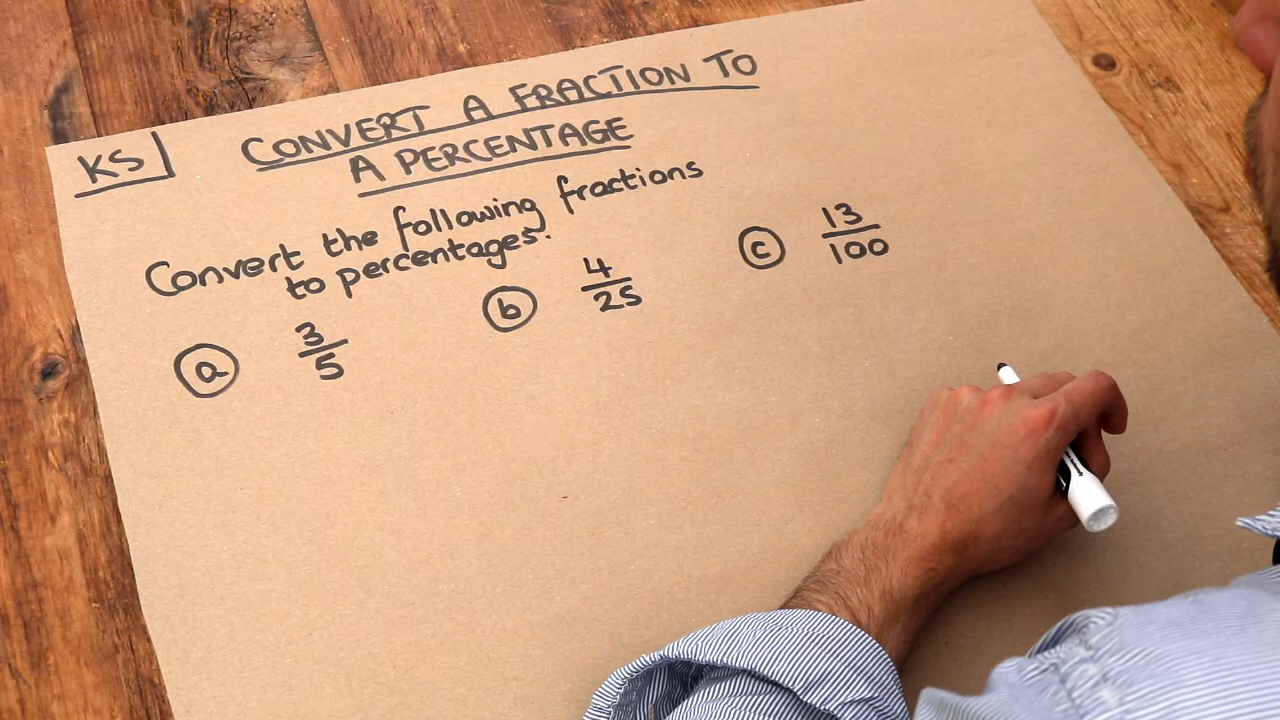 KS
CONVERT A FRACTION TO
A PERCENTAGE
Convert the following fractions
to percentages.
a 3/5 b 4/25 c 13/100